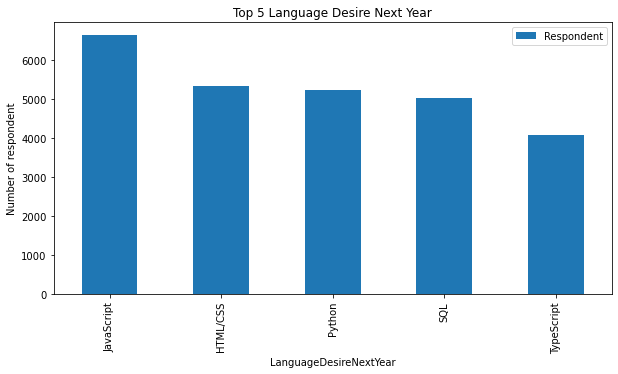 Top 5 Language Desire Next Year
Respondent
Number of respondent
6000
5000
4000
3000
2000
1000
0
JavaScript
HTML/CSS
Python
SQL
TypeScript
LanguageDesireNextYear